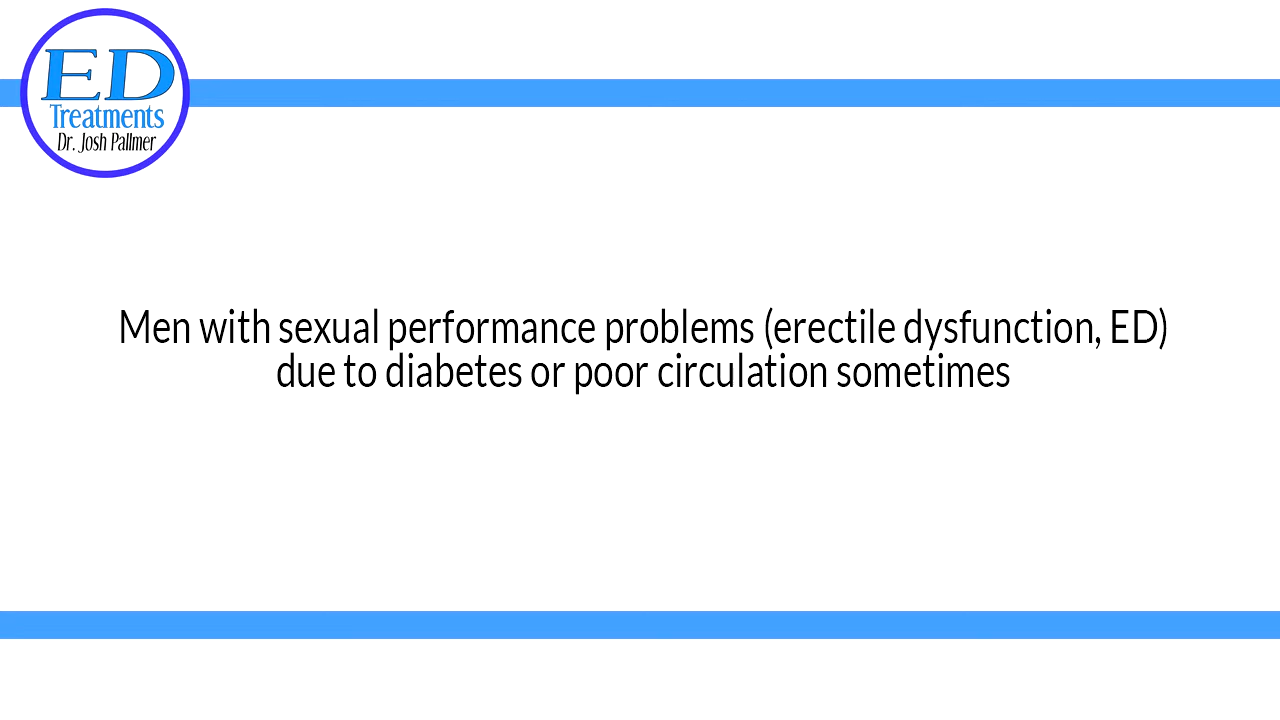 ED
Treatments
Dr. Josh Pallmer
Men with sexual performance problems (erectile dysfunction, ED)
due to diabetes or poor circulation sometimes